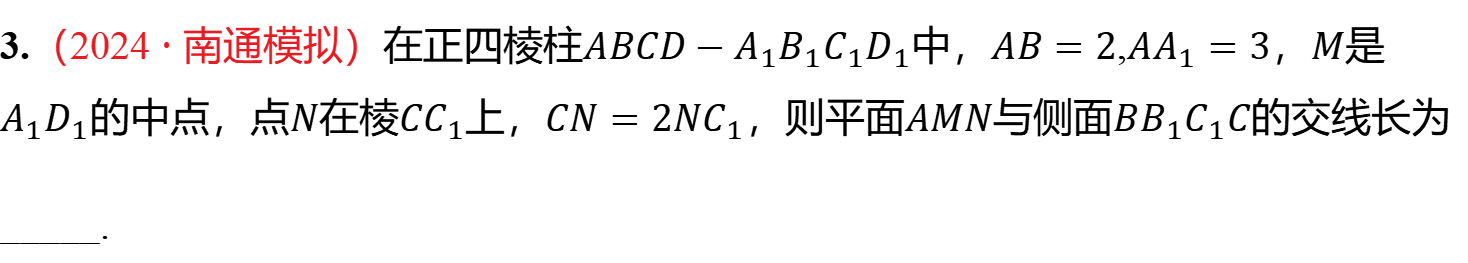 3.（2024 · 南通模拟）在正四棱柱ABCD − A₁B₁C₁D₁中，AB = 2,AA₁ = 3，M是
A₁D₁的中点，点N在棱CC₁上，CN = 2NC₁，则平面AMN与侧面BB₁C₁C的交线长为
_____.